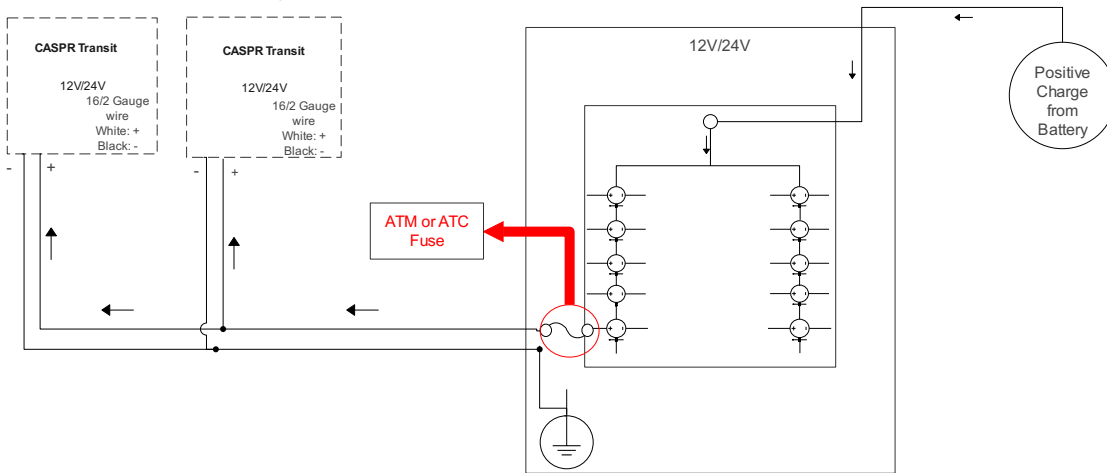 CASPR Transit
12V/24V
16/2 Gauge
wire
White: +
Black: -
- +
CASPR Transit
12V/24V
16/2 Gauge
wire
White: +
Black: -
- +
ATM or ATC
Fuse
12V/24V
Positive
Charge
from
Battery